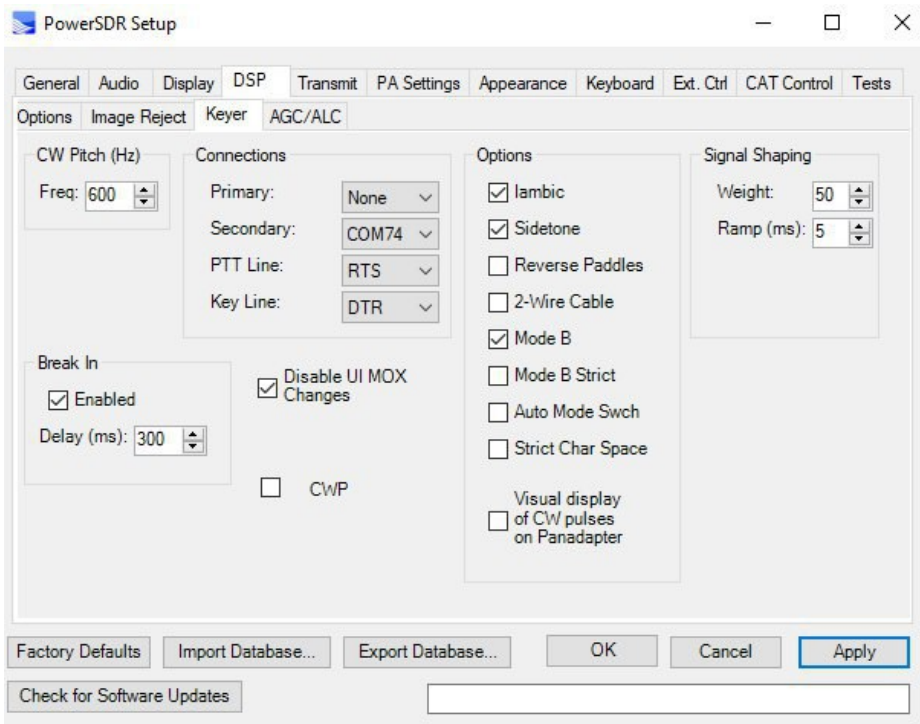 PowerSDR Setup
General Audio Display DSP Transmit PA Settings Appearance Keyboard Ext. Ctrl CAT Control Tests
Options Image Reject Keyer AGC/ALC
CW Pitch (Hz)
Freq: 600
Connections
Primary: None
Secondary: COM74
PTT Line: RTS
Key Line: DTR
Options
Iambic
Sidetone
Reverse Paddles
2-Wire Cable
Mode B
Mode B Strict
Auto Mode Swch
Strict Char Space
Visual display
of CW pulses
on Panadapter
Signal Shaping
Weight: 50
Ramp (ms): 5
Break In
Enabled
Delay (ms): 300
Disable UI MOX
Changes
CWP
Factory Defaults Import Database... Export Database... OK Cancel Apply
Check for Software Updates